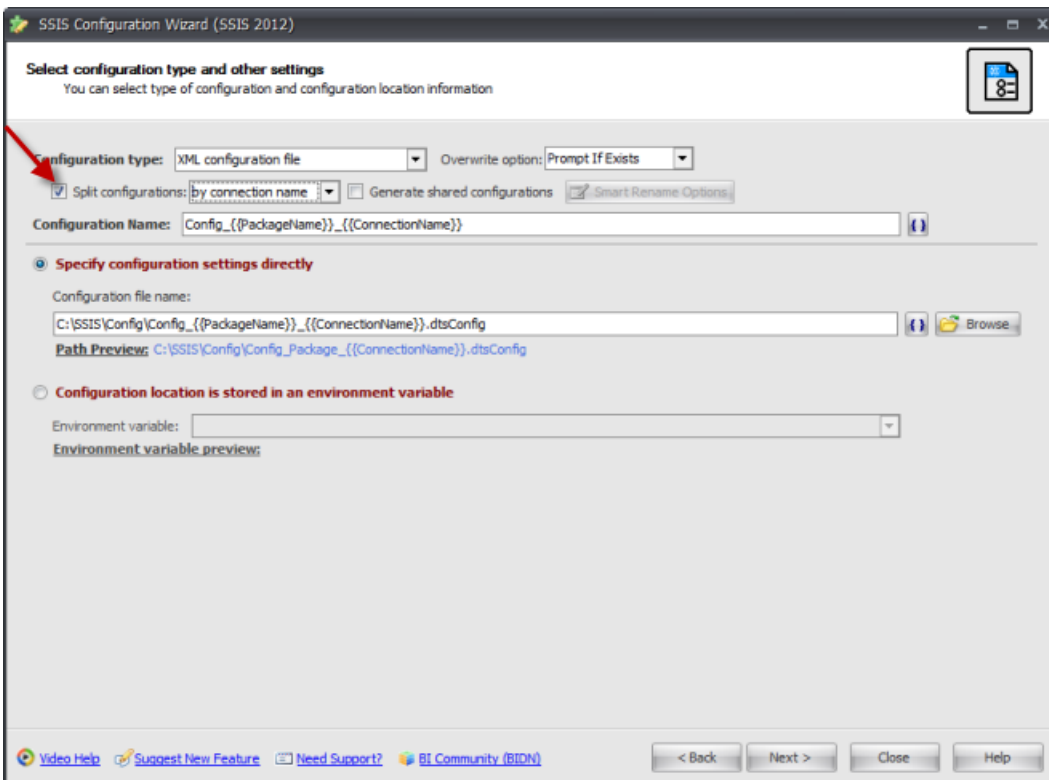 SSIS Configuration Wizard (SSIS 2012)
Select configuration type and other settings
You can select type of configuration and configuration location information
Configuration type: XML configuration file Overwrite option: Prompt If Exists
Split configurations: by connection name Generate shared configurations Smart Rename Options
Configuration Name: Config_{{PackageName}}_{{ConnectionName}} {}
Specify configuration settings directly
Configuration file name:
C:\SSIS\Config\Config_{{PackageName}}_{{ConnectionName}}.dtsConfig {} Browse
Path Preview: C:\SSIS\Config\Config_Package_{{ConnectionName}}.dtsConfig
Configuration location is stored in an environment variable
Environment variable:
Environment variable preview:
Video Help Suggest New Feature Need Support? BI Community (BIDN) < Back Next > Close Help